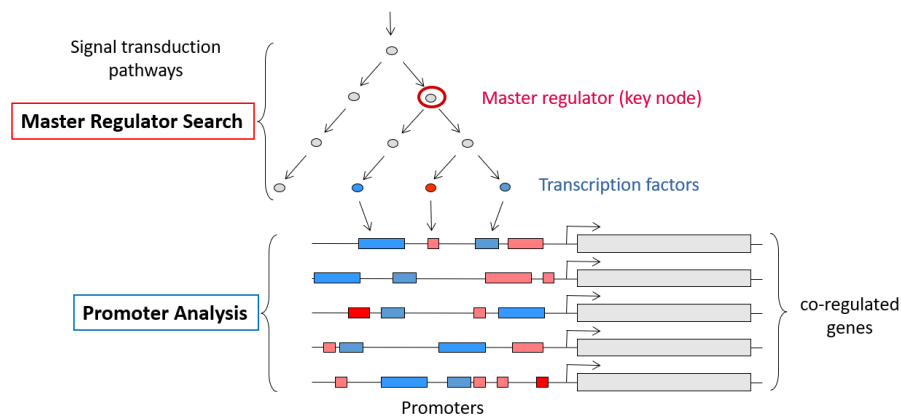 Signal transduction
pathways
Master Regulator Search
Master regulator (key node)
Transcription factors
Promoter Analysis
co-regulated
genes
Promoters